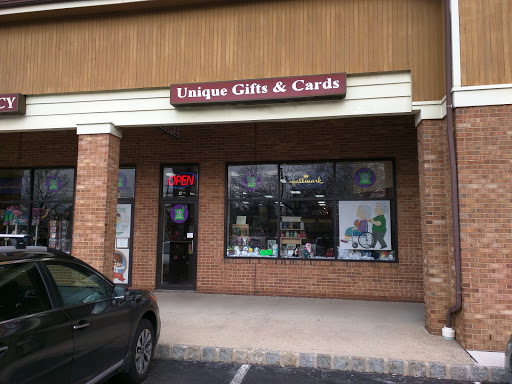 Unique Gifts & Cards
CY
OPEN
Hallmark